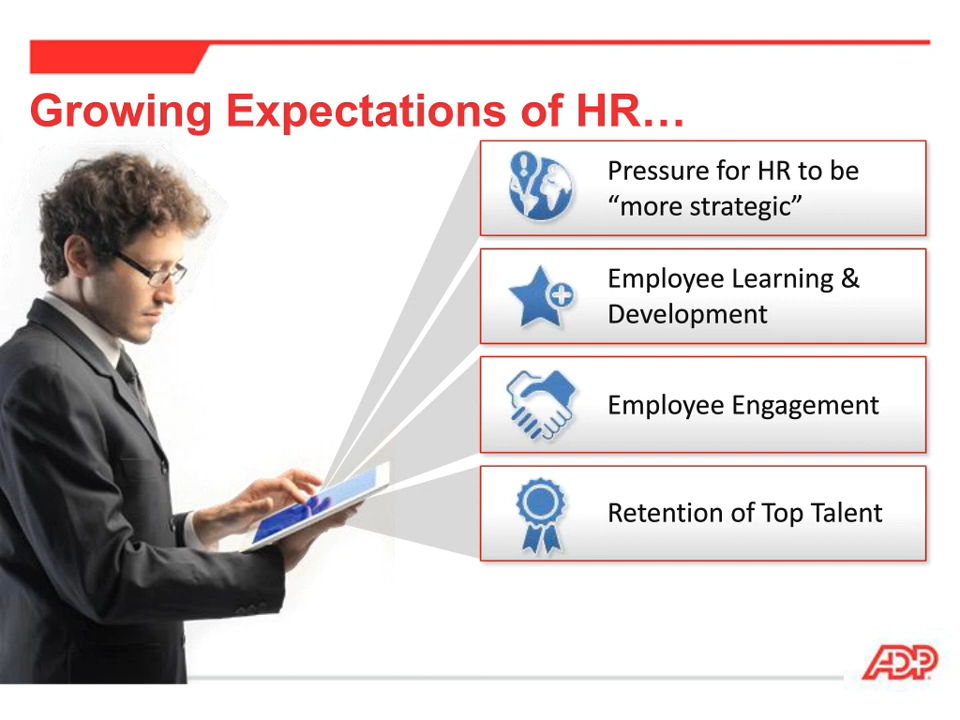 Growing Expectations of HR…
Pressure for HR to be
“more strategic”
Employee Learning &
Development
Employee Engagement
Retention of Top Talent
ADP